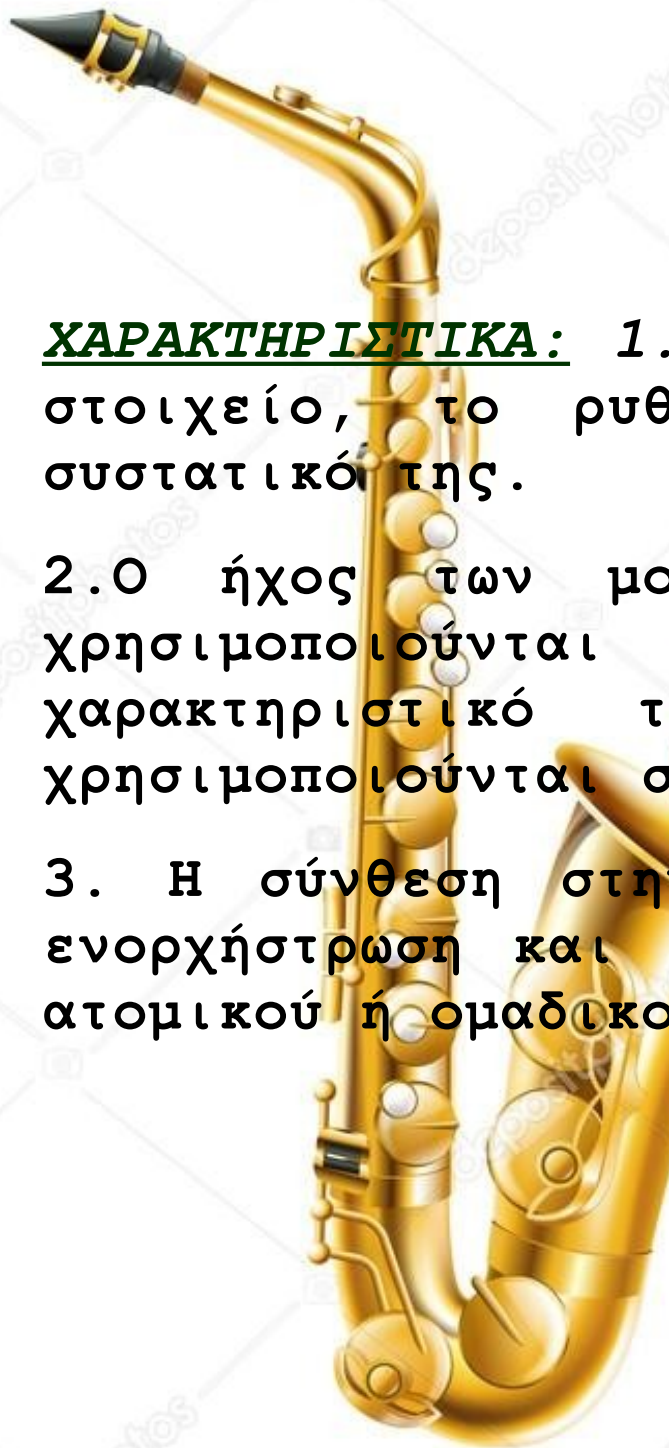 ΧΑΡΑΚΤΗΡΙΣΤΙΚΑ: 1.
στοιχείο, το ρυθ
συστατικό της.
2.Ο ήχος των μο
χρησιμοποιούνται
χαρακτηριστικό τ
χρησιμοποιούνται σ
3. Η σύνθεση στη
ενορχήστρωση και
ατομικού ή ομαδικο
depositphotos